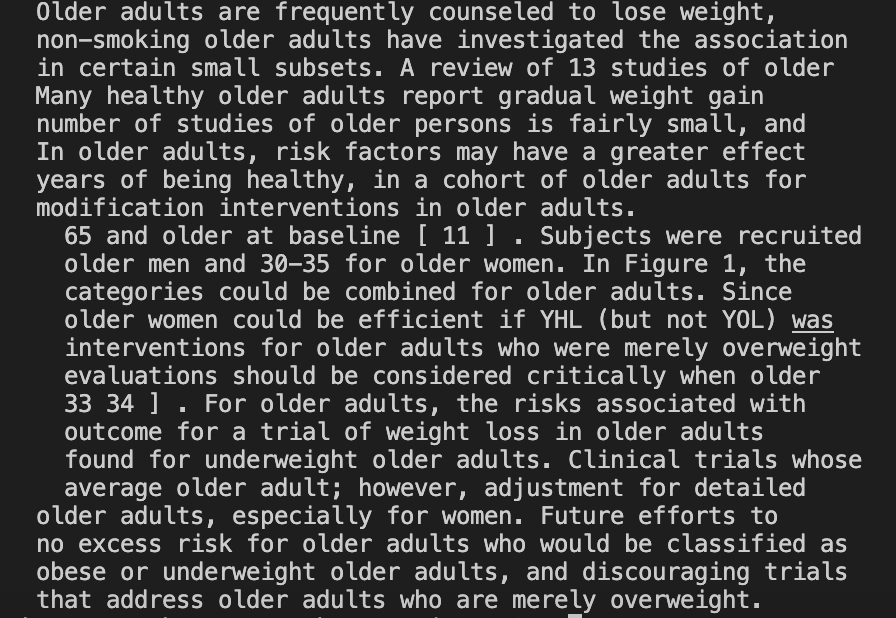 Older adults are frequently counseled to lose weight,
non-smoking older adults have investigated the association
in certain small subsets. A review of 13 studies of older
Many healthy older adults report gradual weight gain
number of studies of older persons is fairly small, and
In older adults, risk factors may have a greater effect
years of being healthy, in a cohort of older adults for
modification interventions in older adults.
65 and older at baseline [ 11 ] . Subjects were recruited
older men and 30-35 for older women. In Figure 1, the
categories could be combined for older adults. Since
older women could be efficient if YHL (but not YOL) was
interventions for older adults who were merely overweight
evaluations should be considered critically when older
33 34 ] . For older adults, the risks associated with
outcome for a trial of weight loss in older adults
found for underweight older adults. Clinical trials whose
average older adult; however, adjustment for detailed
older adults, especially for women. Future efforts to
no excess risk for older adults who would be classified as
obese or underweight older adults, and discouraging trials
that address older adults who are merely overweight.